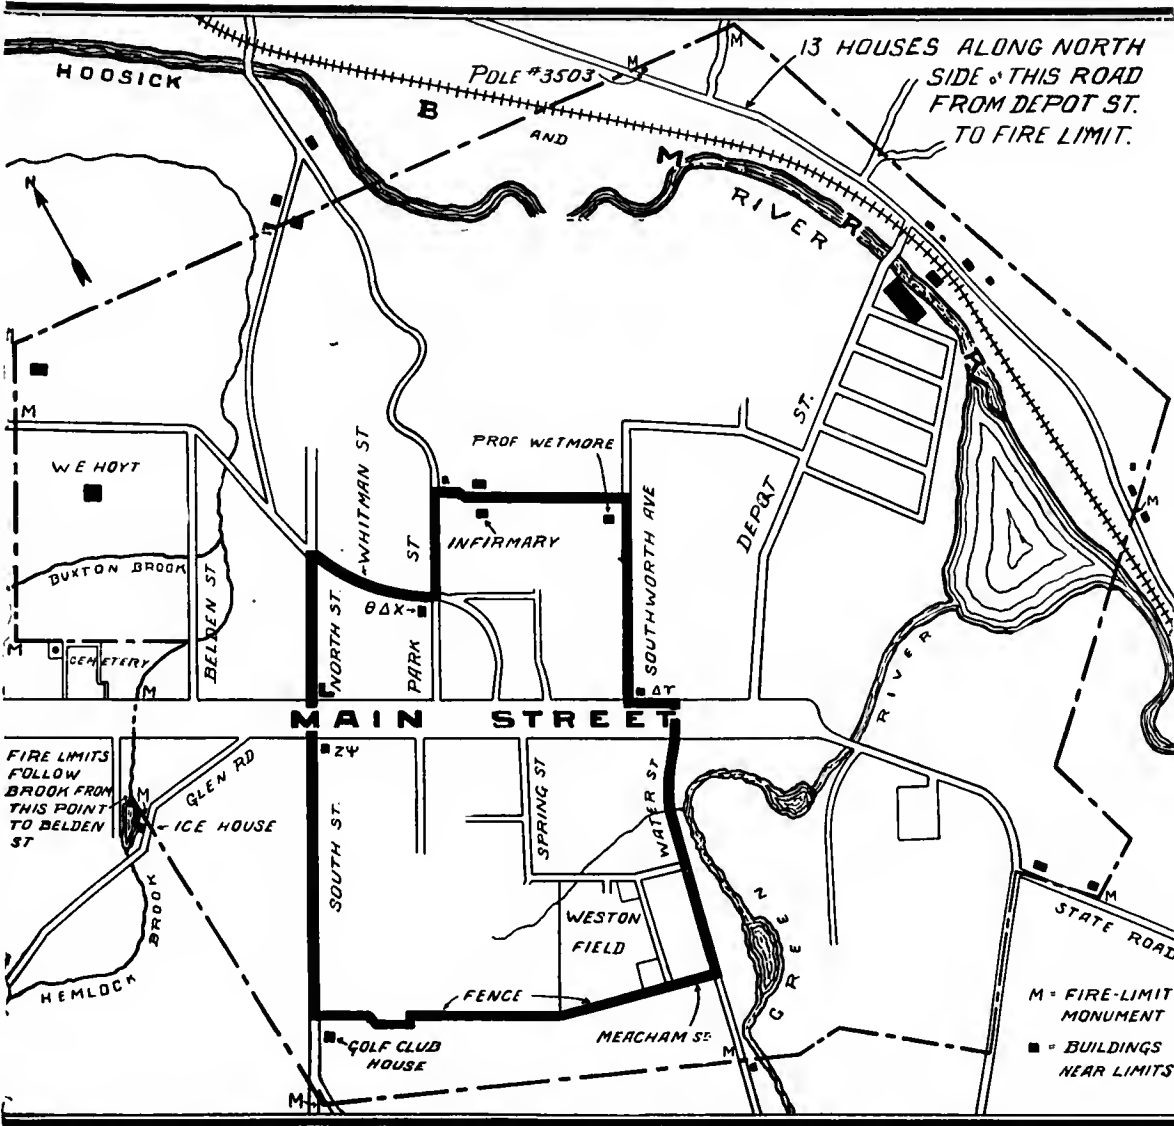 13 HOUSES ALONG NORTH
SIDE of THIS ROAD
FROM DEPOT ST.
TO FIRE LIMIT.
M
M
POLE #3503
HOOSICK
B
AND
M
RIVER
R
R
N
M
W E HOYT
WHITMAN ST
PROF WETMORE
INFIRMARY
SOUTHWORTH AVE
DEPOT ST.
M
BUXTON BROOK
BELDEN ST
ΘΔΧ
NORTH ST.
PARK ST
M
CEMETERY
M
ΔΥ
RIVER
MAIN STREET
FIRE LIMITS
FOLLOW
BROOK FROM
THIS POINT
TO BELDEN
ST
GLEN RD
ΖΨ
M
ICE HOUSE
SOUTH ST.
SPRING ST
WATER ST
WESTON
FIELD
GREEN
BROOK
HEMLOCK
M
STATE ROAD
FENCE
MEACHAM ST.
GOLF CLUB
HOUSE
M
M
M = FIRE-LIMIT
MONUMENT
■ = BUILDINGS
NEAR LIMITS